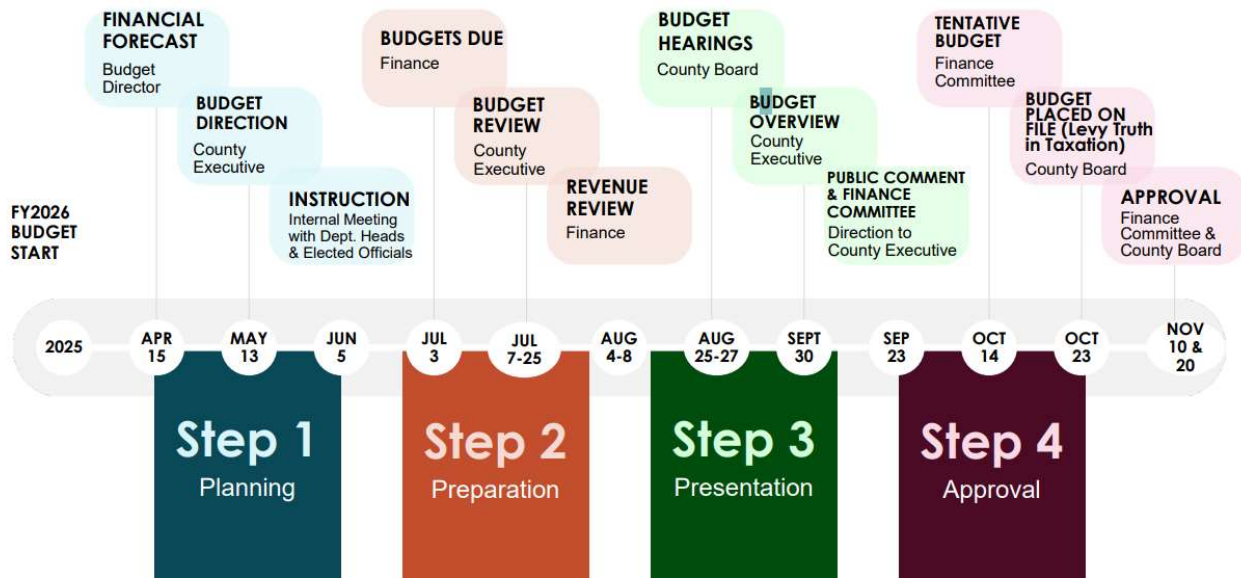 FINANCIAL
FORECAST
Budget
Director
BUDGET
DIRECTION
County
Executive
INSTRUCTION
Internal Meeting
with Dept. Heads
& Elected Officials
BUDGETS DUE
Finance
BUDGET
REVIEW
County
Executive
REVENUE
REVIEW
Finance
BUDGET
HEARINGS
County Board
BUDGET
OVERVIEW
County
Executive
PUBLIC COMMENT
& FINANCE
COMMITTEE
Direction to
County Executive
TENTATIVE
BUDGET
Finance
Committee
BUDGET
PLACED ON
FILE (Levy Truth
in Taxation)
County Board
APPROVAL
Finance
Committee &
County Board
FY2026
BUDGET
START
2025
APR
15
MAY
13
JUN
5
JUL
3
JUL
7-25
AUG
4-8
AUG
25-27
SEPT
30
SEP
23
OCT
14
OCT
23
NOV
10 &
20
Step 1
Planning
Step 2
Preparation
Step 3
Presentation
Step 4
Approval